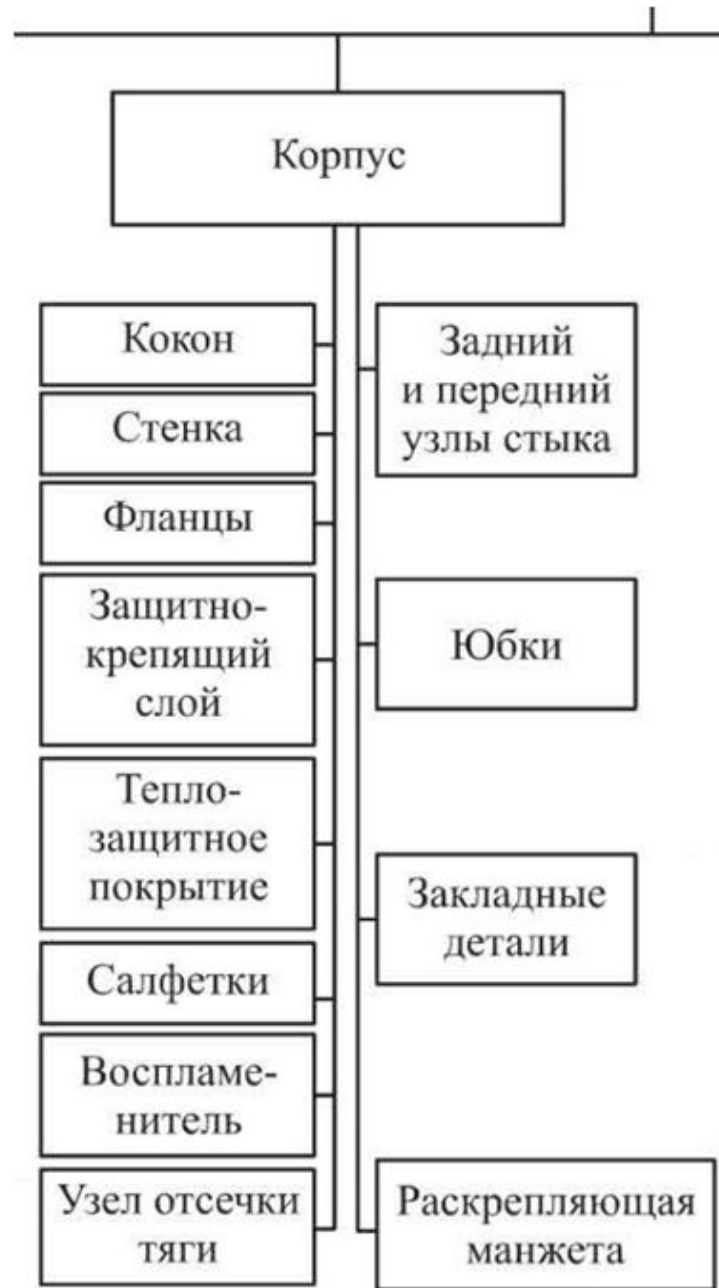 Корпус
Кокон
Стенка
Фланцы
Защитно-
крепящий
слой
Тепло-
защитное
покрытие
Салфетки
Воспламе-
нитель
Узел отсечки
тяги
Задний
и передний
узлы стыка
Юбки
Закладные
детали
Раскрепляющая
манжета